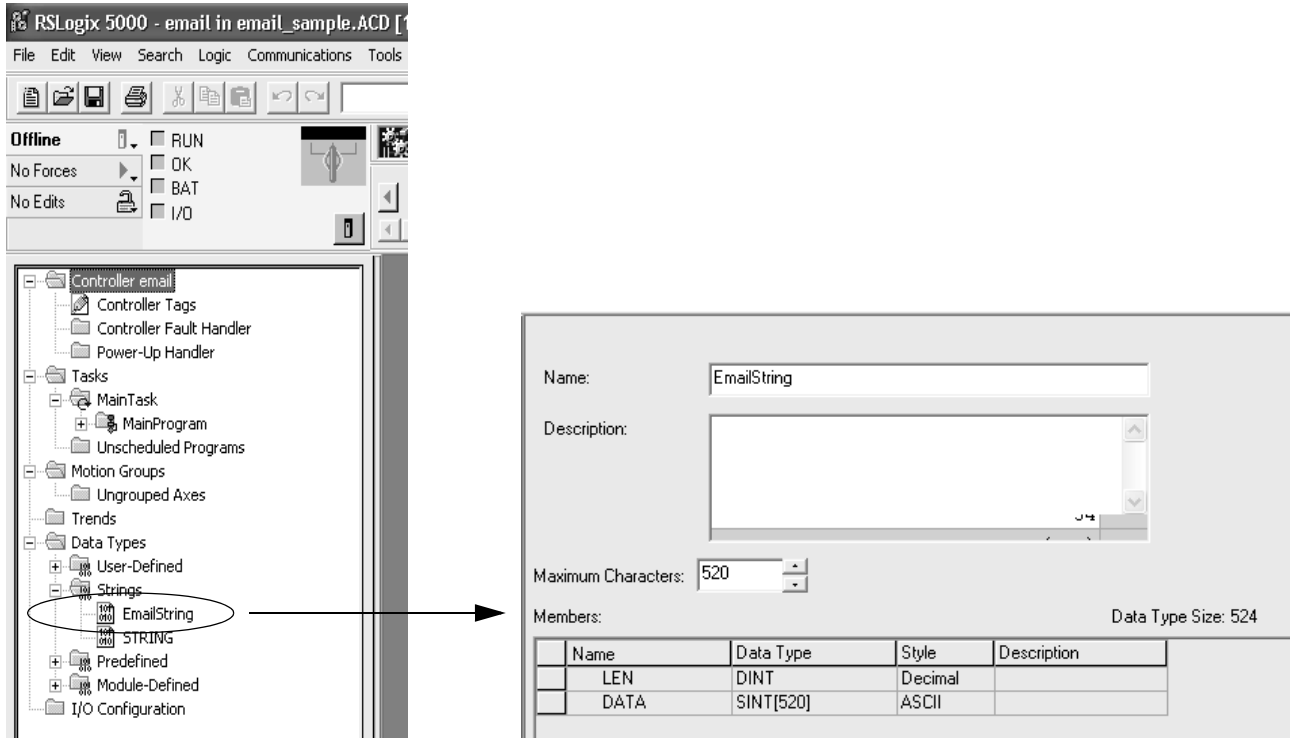 RSLogix 5000 - email in email_sample.ACD [1
File Edit View Search Logic Communications Tools
Offline
RUN
No Forces
OK
BAT
No Edits
I/O
Controller email
Controller Tags
Controller Fault Handler
Power-Up Handler
Tasks
MainTask
MainProgram
Unscheduled Programs
Motion Groups
Ungrouped Axes
Trends
Data Types
User-Defined
Strings
EmailString
STRING
Predefined
Module-Defined
I/O Configuration
Name: EmailString
Description:
Maximum Characters: 520
Members: Data Type Size: 524
Name Data Type Style Description
LEN DINT Decimal
DATA SINT[520] ASCII